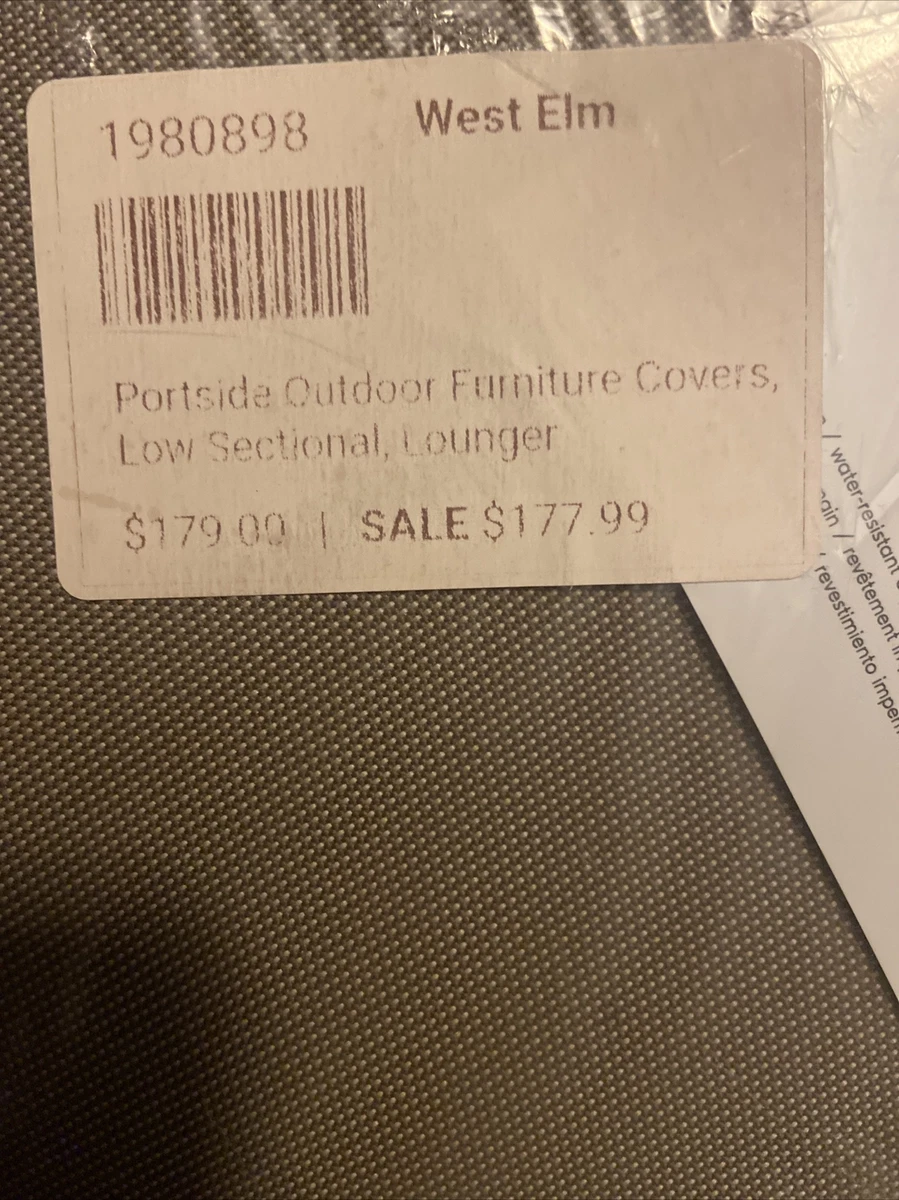 1980898
West Elm
Portside Outdoor Furniture Covers,
Low Sectional, Lounger
$179.00 | SALE $177.99
/ water-resistant
/ revêtement
/ revestimiento